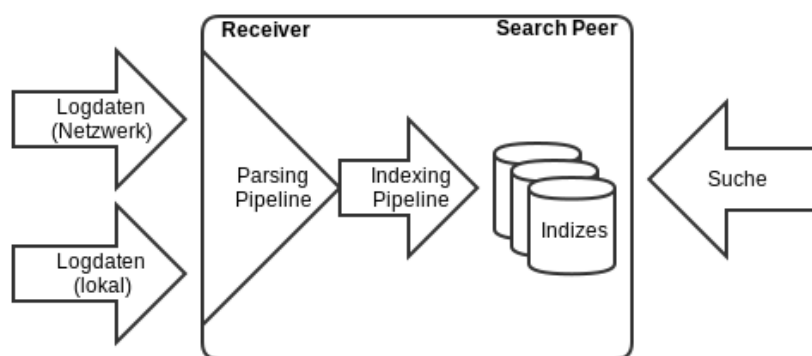 Receiver
Search Peer
Logdaten
(Netzwerk)
Parsing
Pipeline
Indexing
Pipeline
Indizes
Suche
Logdaten
(lokal)